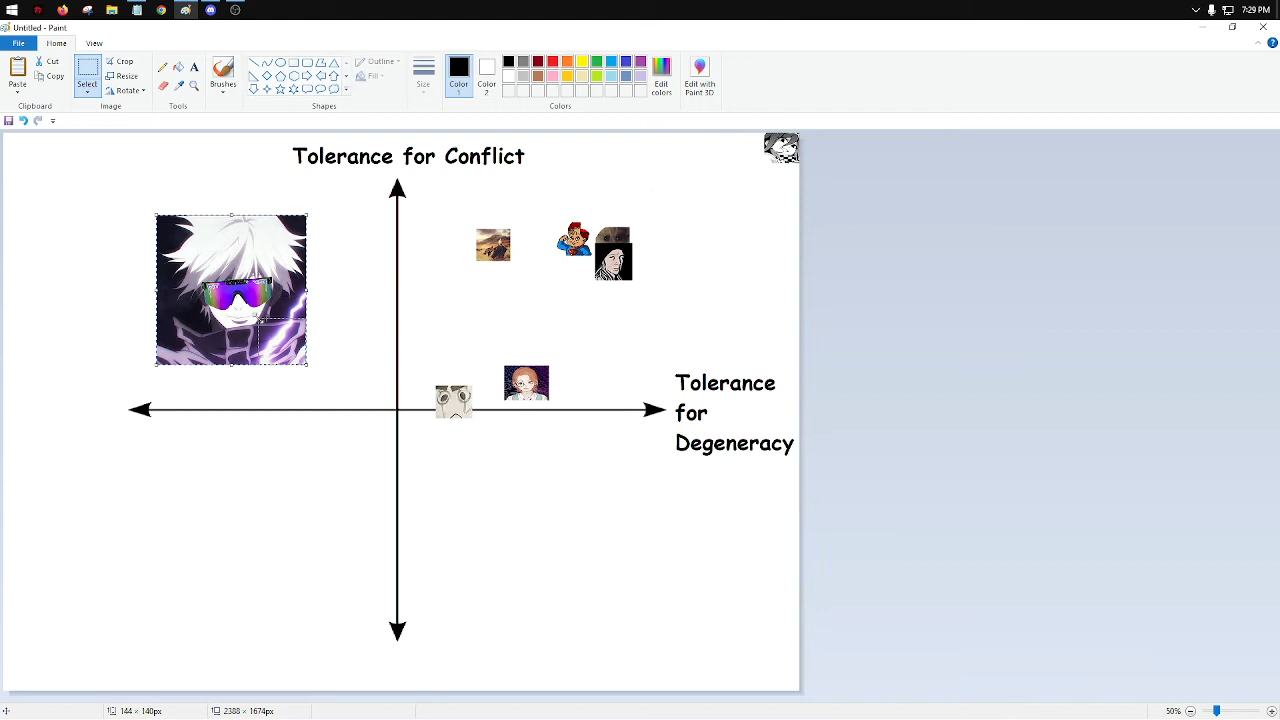 7:29 PM
Untitled - Paint
File
Home
View
Paste
Cut
Copy
Clipboard
Select
Crop
Resize
Rotate
Image
A
Tools
Brushes
Outline
Fill
Shapes
Size
Color
1
Color
2
Edit
colors
Colors
Edit with
Paint 3D
Tolerance for Conflict
Tolerance
for
Degeneracy
144 × 140px
2388 × 1674px
50%